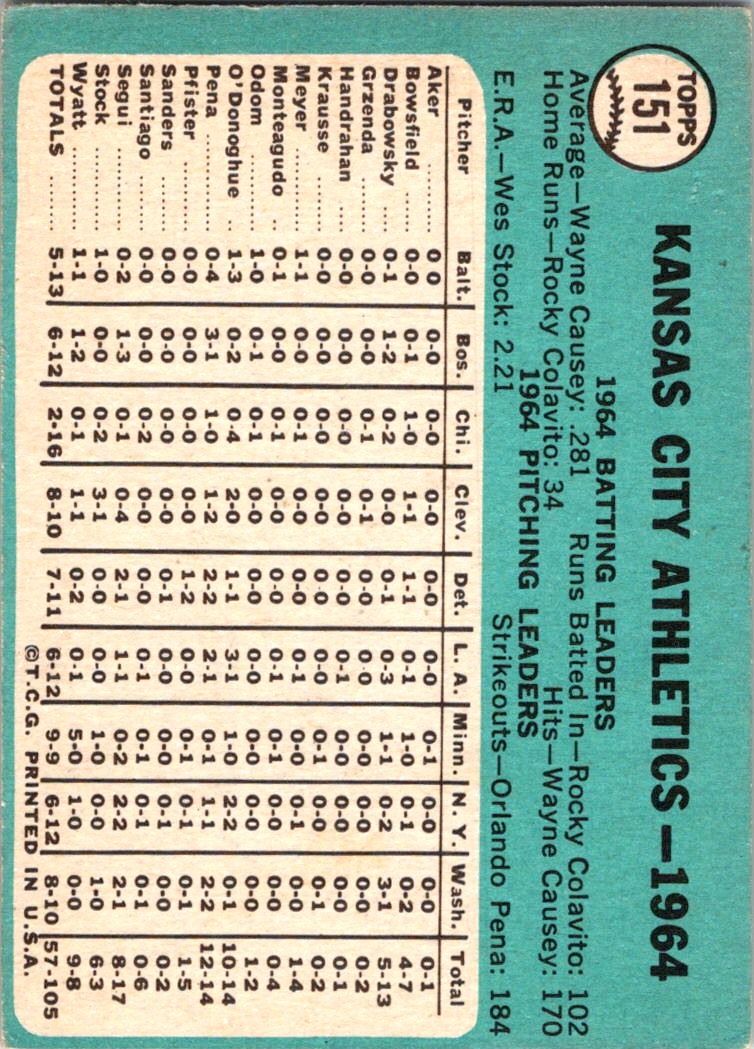 TOPPS
151
KANSAS CITY ATHLETICS—1964
1964 BATTING LEADERS
Average—Wayne Causey: .281 Runs Batted In—Rocky Colavito: 102
Home Runs—Rocky Colavito: 34 Hits—Wayne Causey: 170
1964 PITCHING LEADERS
E.R.A.—Wes Stock: 2.21 Strikeouts—Orlando Pena: 184
Pitcher Balt. Bos. Chi. Clev. Det. L. A. Minn. N. Y. Wash. Total
Aker .......... 0-0 0-0 0-0 0-0 0-0 0-0 0-1 0-0 0-0 0-1
Bowsfield ..... 0-0 0-1 1-0 1-1 1-1 0-1 1-0 0-1 0-2 4-7
Drabowsky .... 0-1 1-2 0-2 0-0 0-1 0-3 1-1 0-2 3-1 5-13
Grzenda ...... 0-0 0-0 0-1 0-1 0-0 0-0 0-0 0-0 0-0 0-2
Handrahan .... 0-0 0-0 0-0 0-0 0-0 0-1 0-0 0-0 0-0 0-1
Krausse ...... 0-0 0-0 0-0 0-0 0-0 0-0 0-1 0-0 0-1 0-2
Meyer ........ 1-1 0-0 0-1 0-0 0-0 0-1 0-0 0-1 0-0 1-4
Monteagudo ... 0-1 0-0 0-1 0-0 0-0 0-1 0-1 0-0 0-0 0-4
Odom ......... 1-0 0-1 0-1 0-0 0-0 0-0 0-0 0-0 0-0 1-2
O'Donoghue .. 1-3 0-2 0-4 2-0 1-1 3-1 1-0 2-2 0-1 10-14
Pena .......... 0-4 3-1 1-0 1-2 2-2 2-1 0-1 1-1 2-2 12-14
Pfister ........ 0-0 0-0 0-0 0-0 1-2 0-0 0-1 0-1 0-1 1-5
Sanders ...... 0-0 0-0 0-0 0-0 0-1 0-0 0-0 0-1 0-0 0-2
Santiago ...... 0-0 0-0 0-2 0-0 0-0 0-1 0-1 0-1 0-1 0-6
Segui ......... 0-2 1-3 0-1 0-4 2-1 1-1 0-2 2-2 2-1 8-17
Stock ......... 1-0 0-0 0-2 3-1 0-0 0-0 1-0 0-0 1-0 6-3
Wyatt ......... 1-1 1-2 0-1 1-1 0-2 0-1 5-0 1-0 0-0 9-8
TOTALS ...... 5-13 6-12 2-16 8-10 7-11 6-12 9-9 6-12 8-10 57-105
©T.C.G. PRINTED IN U.S.A.